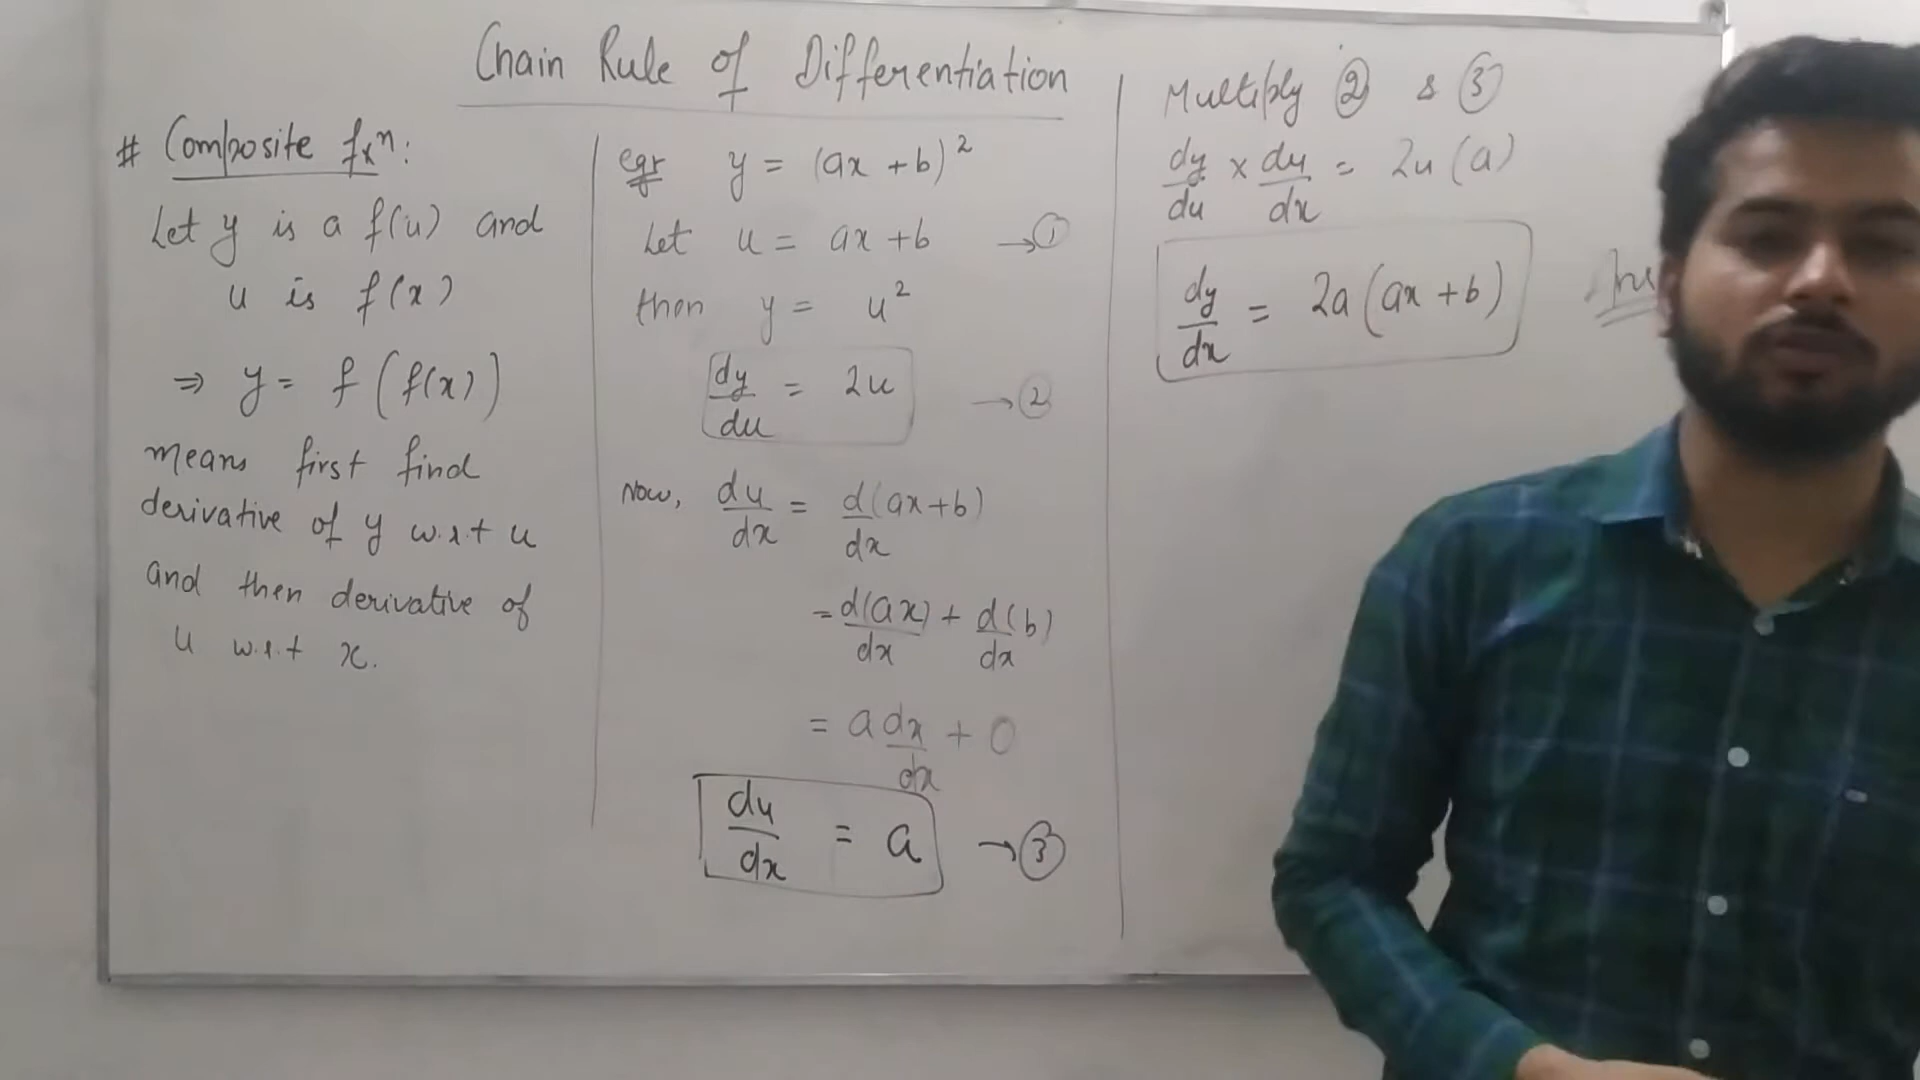 Chain Rule of Differentiation
# Composite fxⁿ:
Let y is a f(u) and
u is f(x)
⇒ y = f(f(x))
means first find
derivative of y w.r.t u
and then derivative of
u w.r.t x.
egr y = (ax + b)²
Let u = ax + b → ①
then y = u²
dy/du = 2u → ②
Now, du/dx = d(ax+b)/dx
= d(ax)/dx + d(b)/dx
= a dx/dx + 0
du/dx = a → ③
Multiply ② & ③
dy/du × du/dx = 2u (a)
dy/dx = 2a (ax + b)